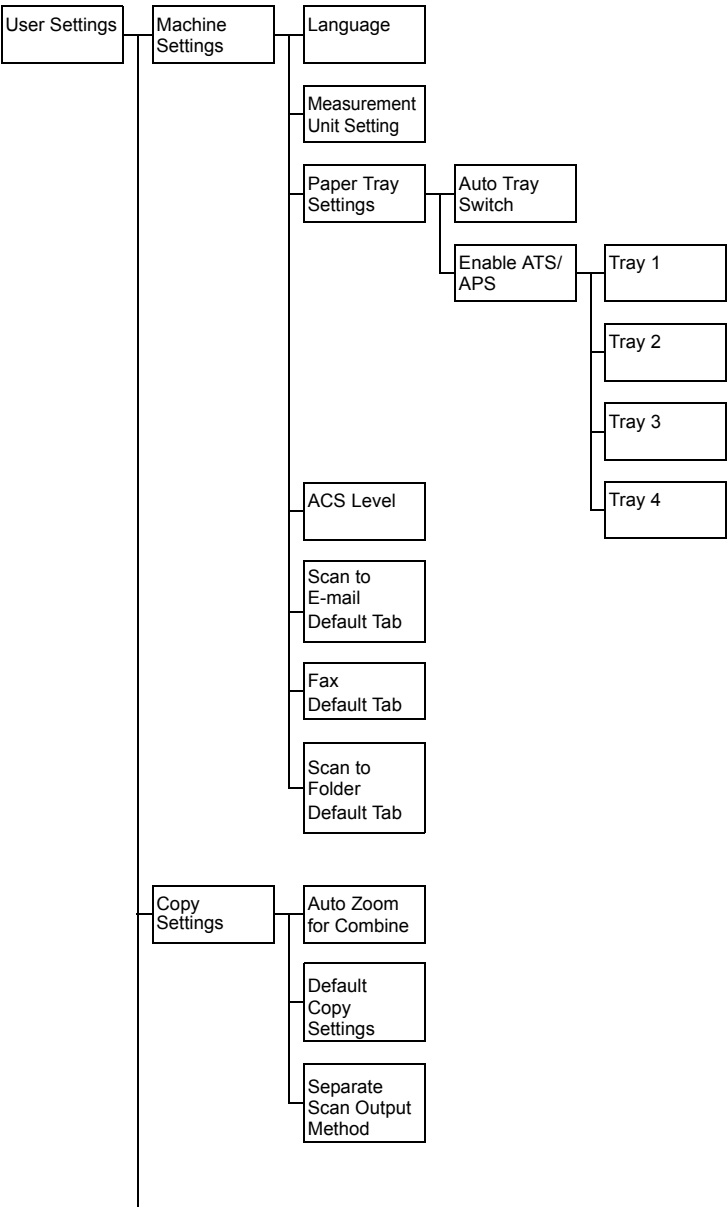 User Settings
Machine
Settings
Language
Measurement
Unit Setting
Paper Tray
Settings
Auto Tray
Switch
Enable ATS/
APS
Tray 1
Tray 2
Tray 3
Tray 4
ACS Level
Scan to
E-mail
Default Tab
Fax
Default Tab
Scan to
Folder
Default Tab
Copy
Settings
Auto Zoom
for Combine
Default
Copy
Settings
Separate
Scan Output
Method